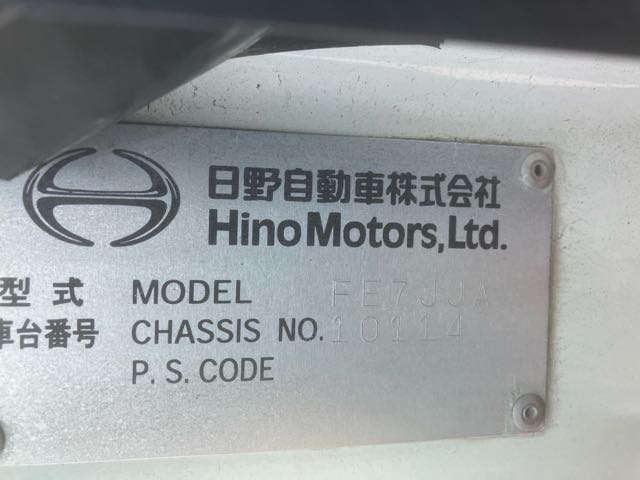 日野自動車株式会社
Hino Motors, Ltd.
型式 MODEL FE7JJA
車台番号 CHASSIS NO. 10114
P. S. CODE